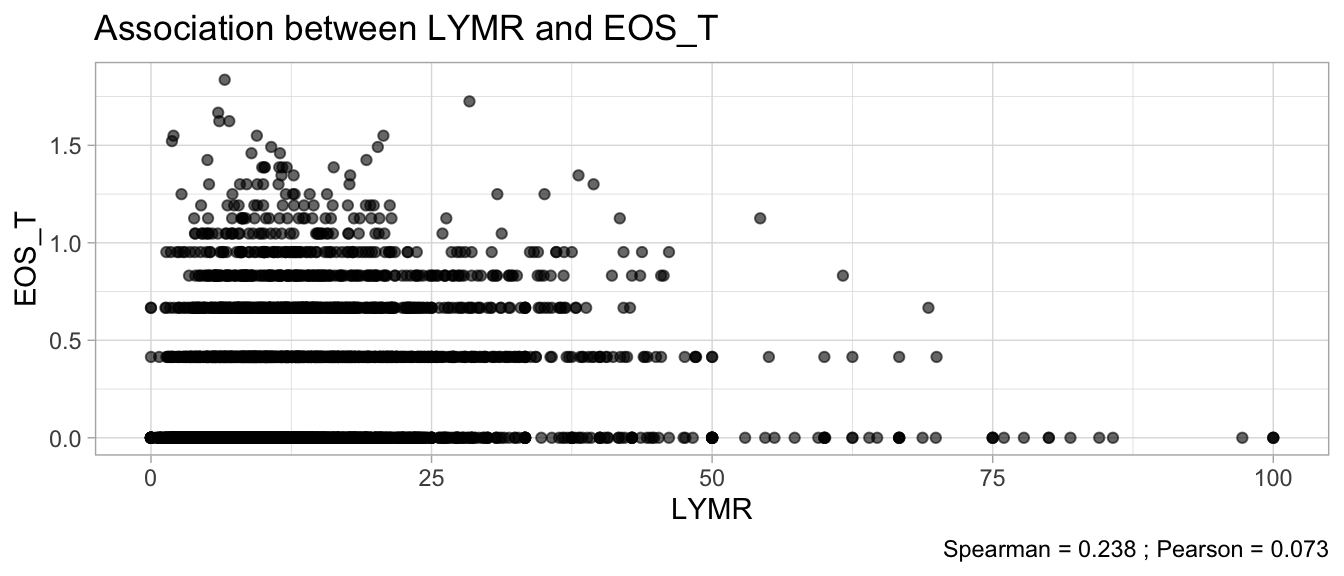 Association between LYMR and EOS_T
EOS_T
1.5
1.0
0.5
0.0
0 25 50 75 100
LYMR
Spearman = 0.238 ; Pearson = 0.073